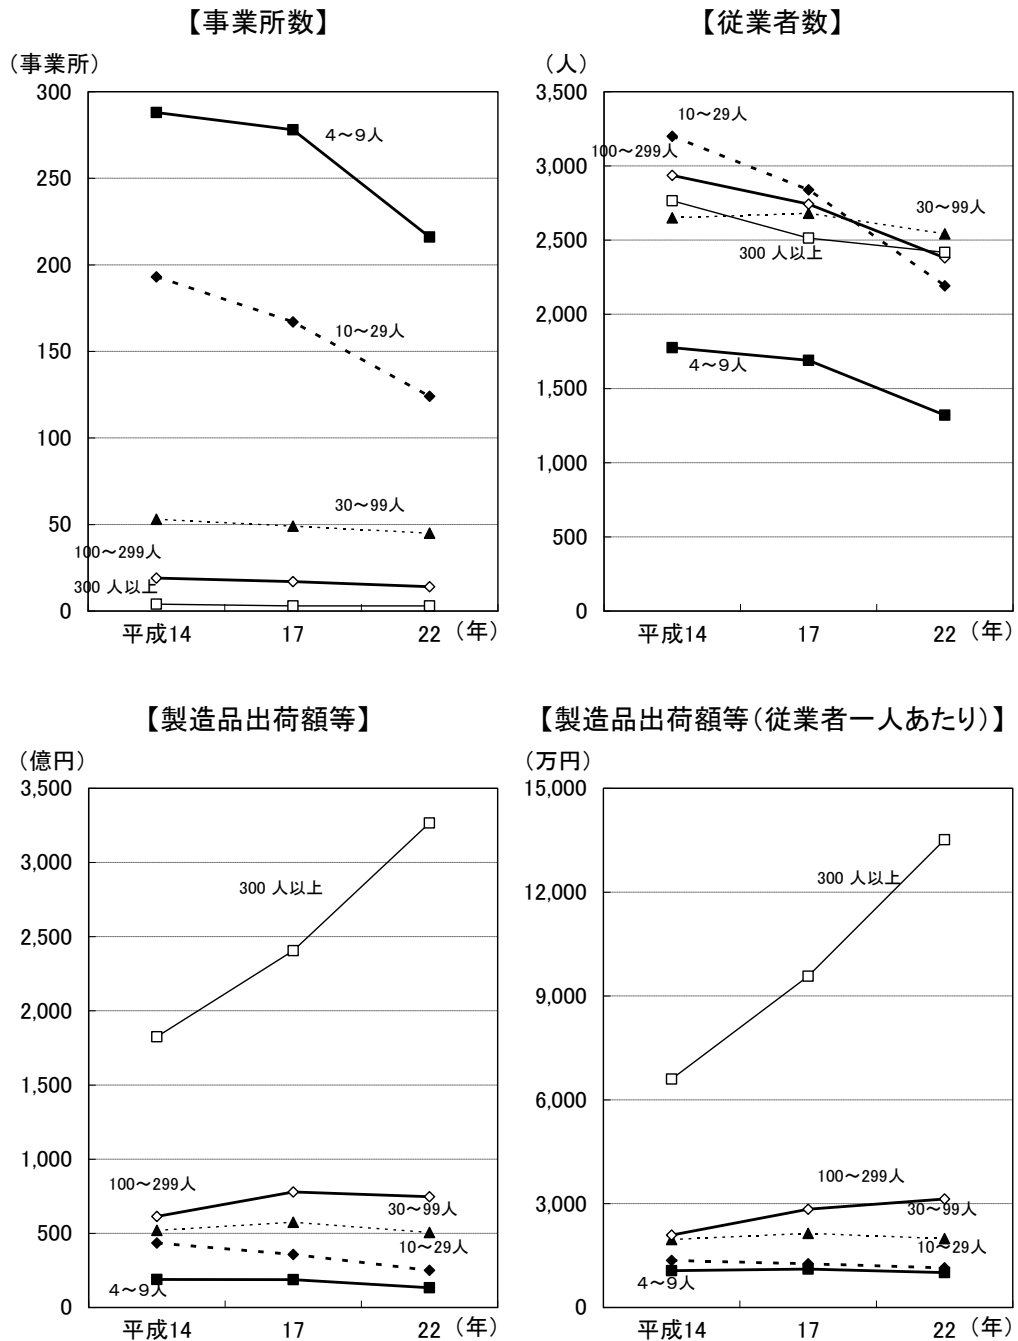 【事業所数】
（事業所）
300
250
200
150
100
50
0
4～9人
10～29人
30～99人
100～299人
300 人以上
平成14 17 22 （年）
【従業者数】
（人）
3,500
3,000
2,500
2,000
1,500
1,000
500
0
10～29人
100～299人
30～99人
300 人以上
4～9人
平成14 17 22 （年）
【製造品出荷額等】
（億円）
3,500
3,000
2,500
2,000
1,500
1,000
500
0
300 人以上
100～299人
30～99人
10～29人
4～9人
平成14 17 22 （年）
【製造品出荷額等（従業者一人あたり）】
（万円）
15,000
12,000
9,000
6,000
3,000
0
300 人以上
100～299人
30～99人
10～29人
4～9人
平成14 17 22 （年）